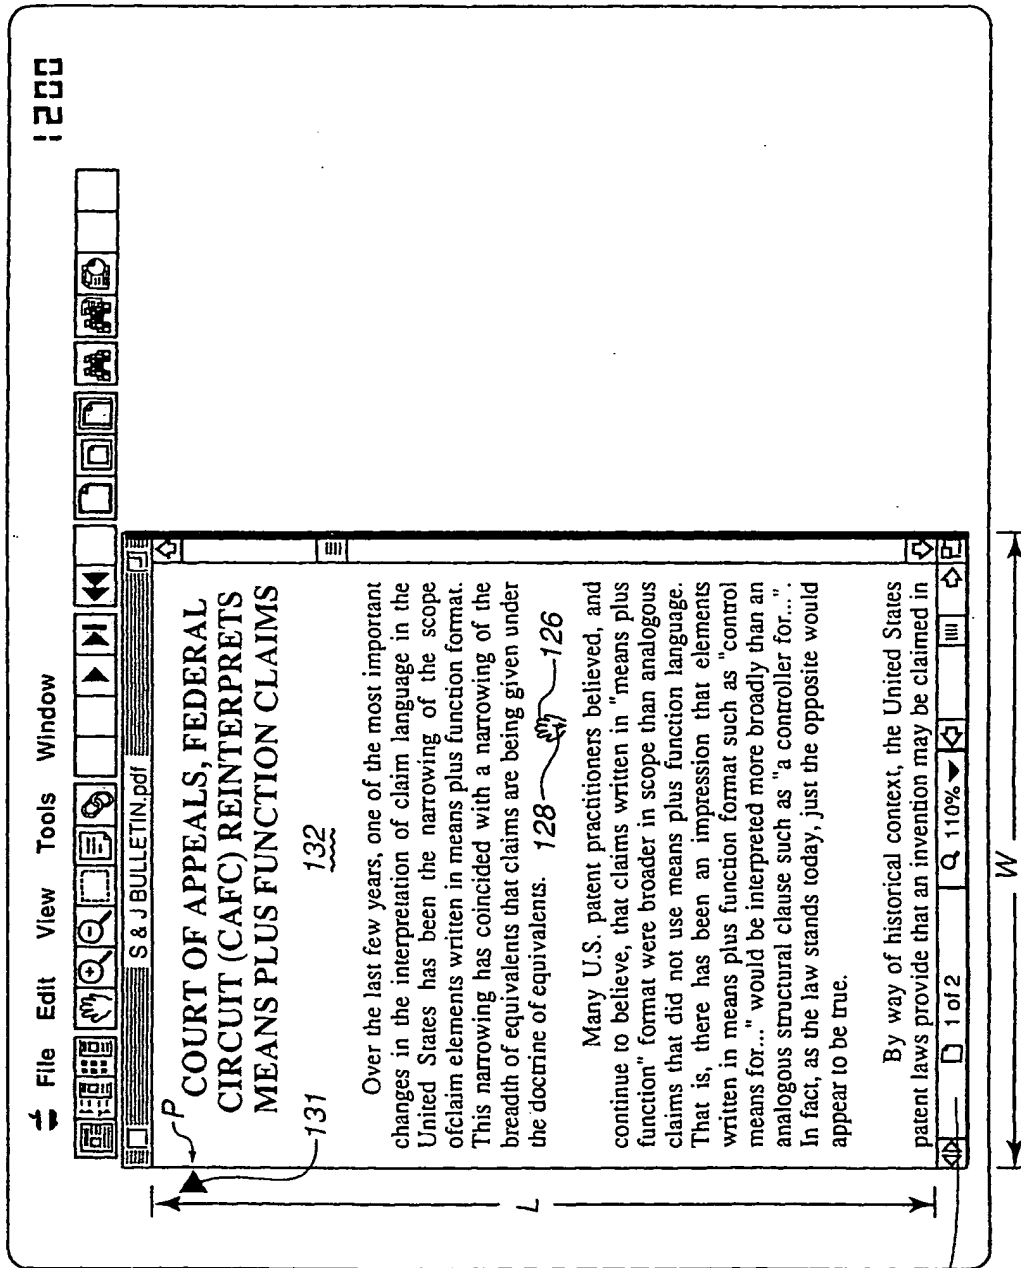 1200
File Edit View Tools Window
S & J BULLETIN.pdf
P
COURT OF APPEALS, FEDERAL
CIRCUIT (CAFC) REINTERPRETS
MEANS PLUS FUNCTION CLAIMS
131
132
Over the last few years, one of the most important
changes in the interpretation of claim language in the
United States has been the narrowing of the scope
ofclaim elements written in means plus function format.
This narrowing has coincided with a narrowing of the
breadth of equivalents that claims are being given under
the doctrine of equivalents.
128
126
Many U.S. patent practitioners believed, and
continue to believe, that claims written in "means plus
function" format were broader in scope than analogous
claims that did not use means plus function language.
That is, there has been an impression that elements
written in means plus function format such as "control
means for..." would be interpreted more broadly than an
analogous structural clause such as "a controller for...".
In fact, as the law stands today, just the opposite would
appear to be true.
By way of historical context, the United States
patent laws provide that an invention may be claimed in
1 of 2
110%
L
W